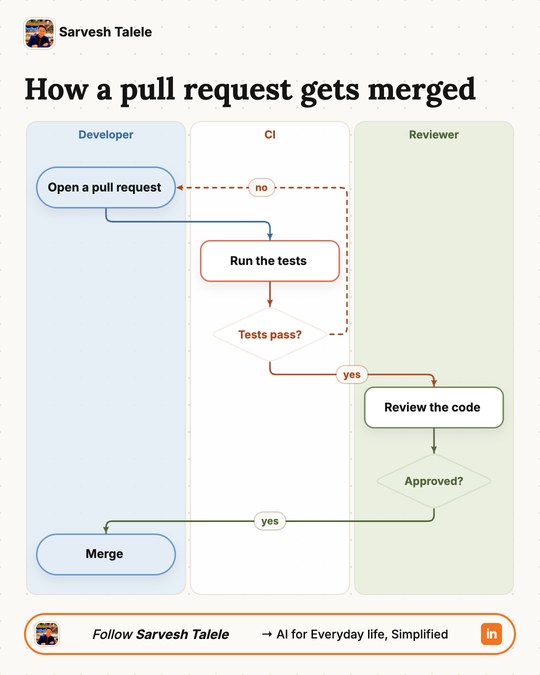 Sarvesh Talele
How a pull request gets merged
Developer
CI
Reviewer
Open a pull request
no
Run the tests
Tests pass?
yes
Review the code
Approved?
yes
Merge
Follow Sarvesh Talele
→ AI for Everyday life, Simplified
in